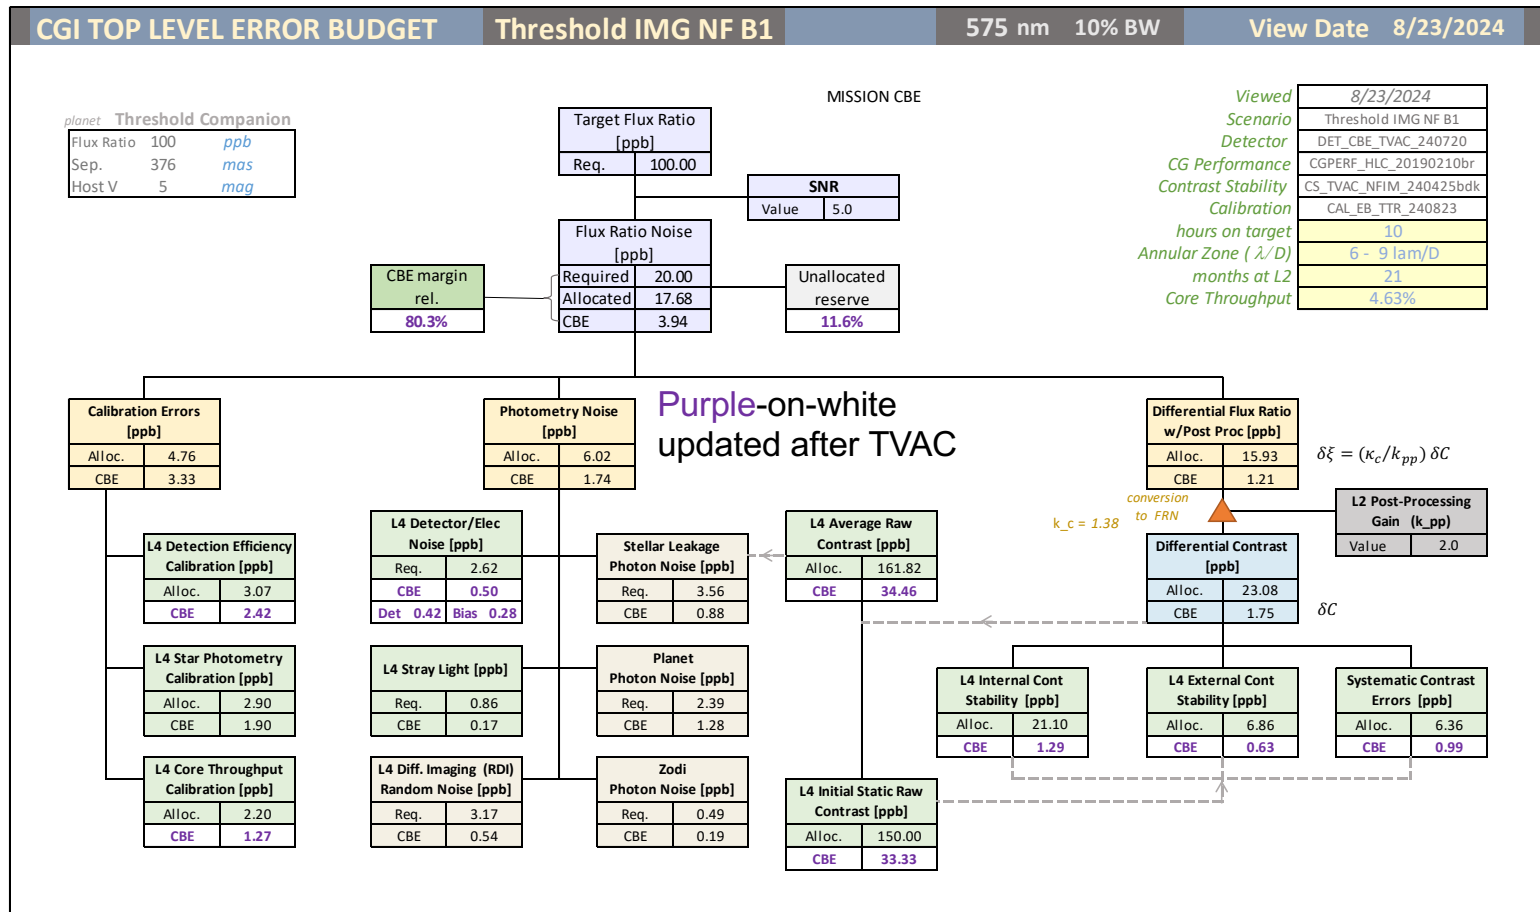 CGI TOP LEVEL ERROR BUDGET Threshold IMG NF B1 575 nm 10% BW View Date 8/23/2024
MISSION CBE
planet Threshold Companion
Flux Ratio 100 ppb
Sep. 376 mas
Host V 5 mag
Target Flux Ratio
[ppb]
Req. 100.00
SNR
Value 5.0
Viewed 8/23/2024
Scenario Threshold IMG NF B1
Detector DET_CBE_TVAC_240720
CG Performance CGPERF_HLC_20190210br
Contrast Stability CS_TVAC_NFIM_240425bdk
Calibration CAL_EB_TTR_240823
hours on target 10
Annular Zone ( λ/D) 6 - 9 lam/D
months at L2 21
Core Throughput 4.63%
Flux Ratio Noise
[ppb]
Required 20.00
Allocated 17.68
CBE 3.94
CBE margin
rel.
80.3%
Unallocated
reserve
11.6%
Purple-on-white
updated after TVAC
Calibration Errors
[ppb]
Alloc. 4.76
CBE 3.33
Photometry Noise
[ppb]
Alloc. 6.02
CBE 1.74
Differential Flux Ratio
w/Post Proc [ppb]
Alloc. 15.93
CBE 1.21
δξ = (κc/kpp) δC
conversion
to FRN
k_c = 1.38
L2 Post-Processing
Gain (k_pp)
Value 2.0
L4 Detection Efficiency
Calibration [ppb]
Alloc. 3.07
CBE 2.42
L4 Detector/Elec
Noise [ppb]
Req. 2.62
CBE 0.50
Det 0.42 Bias 0.28
Stellar Leakage
Photon Noise [ppb]
Req. 3.56
CBE 0.88
L4 Average Raw
Contrast [ppb]
Alloc. 161.82
CBE 34.46
Differential Contrast
[ppb]
Alloc. 23.08
CBE 1.75
δC
L4 Star Photometry
Calibration [ppb]
Alloc. 2.90
CBE 1.90
L4 Stray Light [ppb]
Req. 0.86
CBE 0.17
Planet
Photon Noise [ppb]
Req. 2.39
CBE 1.28
L4 Internal Cont
Stability [ppb]
Alloc. 21.10
CBE 1.29
L4 External Cont
Stability [ppb]
Alloc. 6.86
CBE 0.63
Systematic Contrast
Errors [ppb]
Alloc. 6.36
CBE 0.99
L4 Core Throughput
Calibration [ppb]
Alloc. 2.20
CBE 1.27
L4 Diff. Imaging (RDI)
Random Noise [ppb]
Req. 3.17
CBE 0.54
Zodi
Photon Noise [ppb]
Req. 0.49
CBE 0.19
L4 Initial Static Raw
Contrast [ppb]
Alloc. 150.00
CBE 33.33